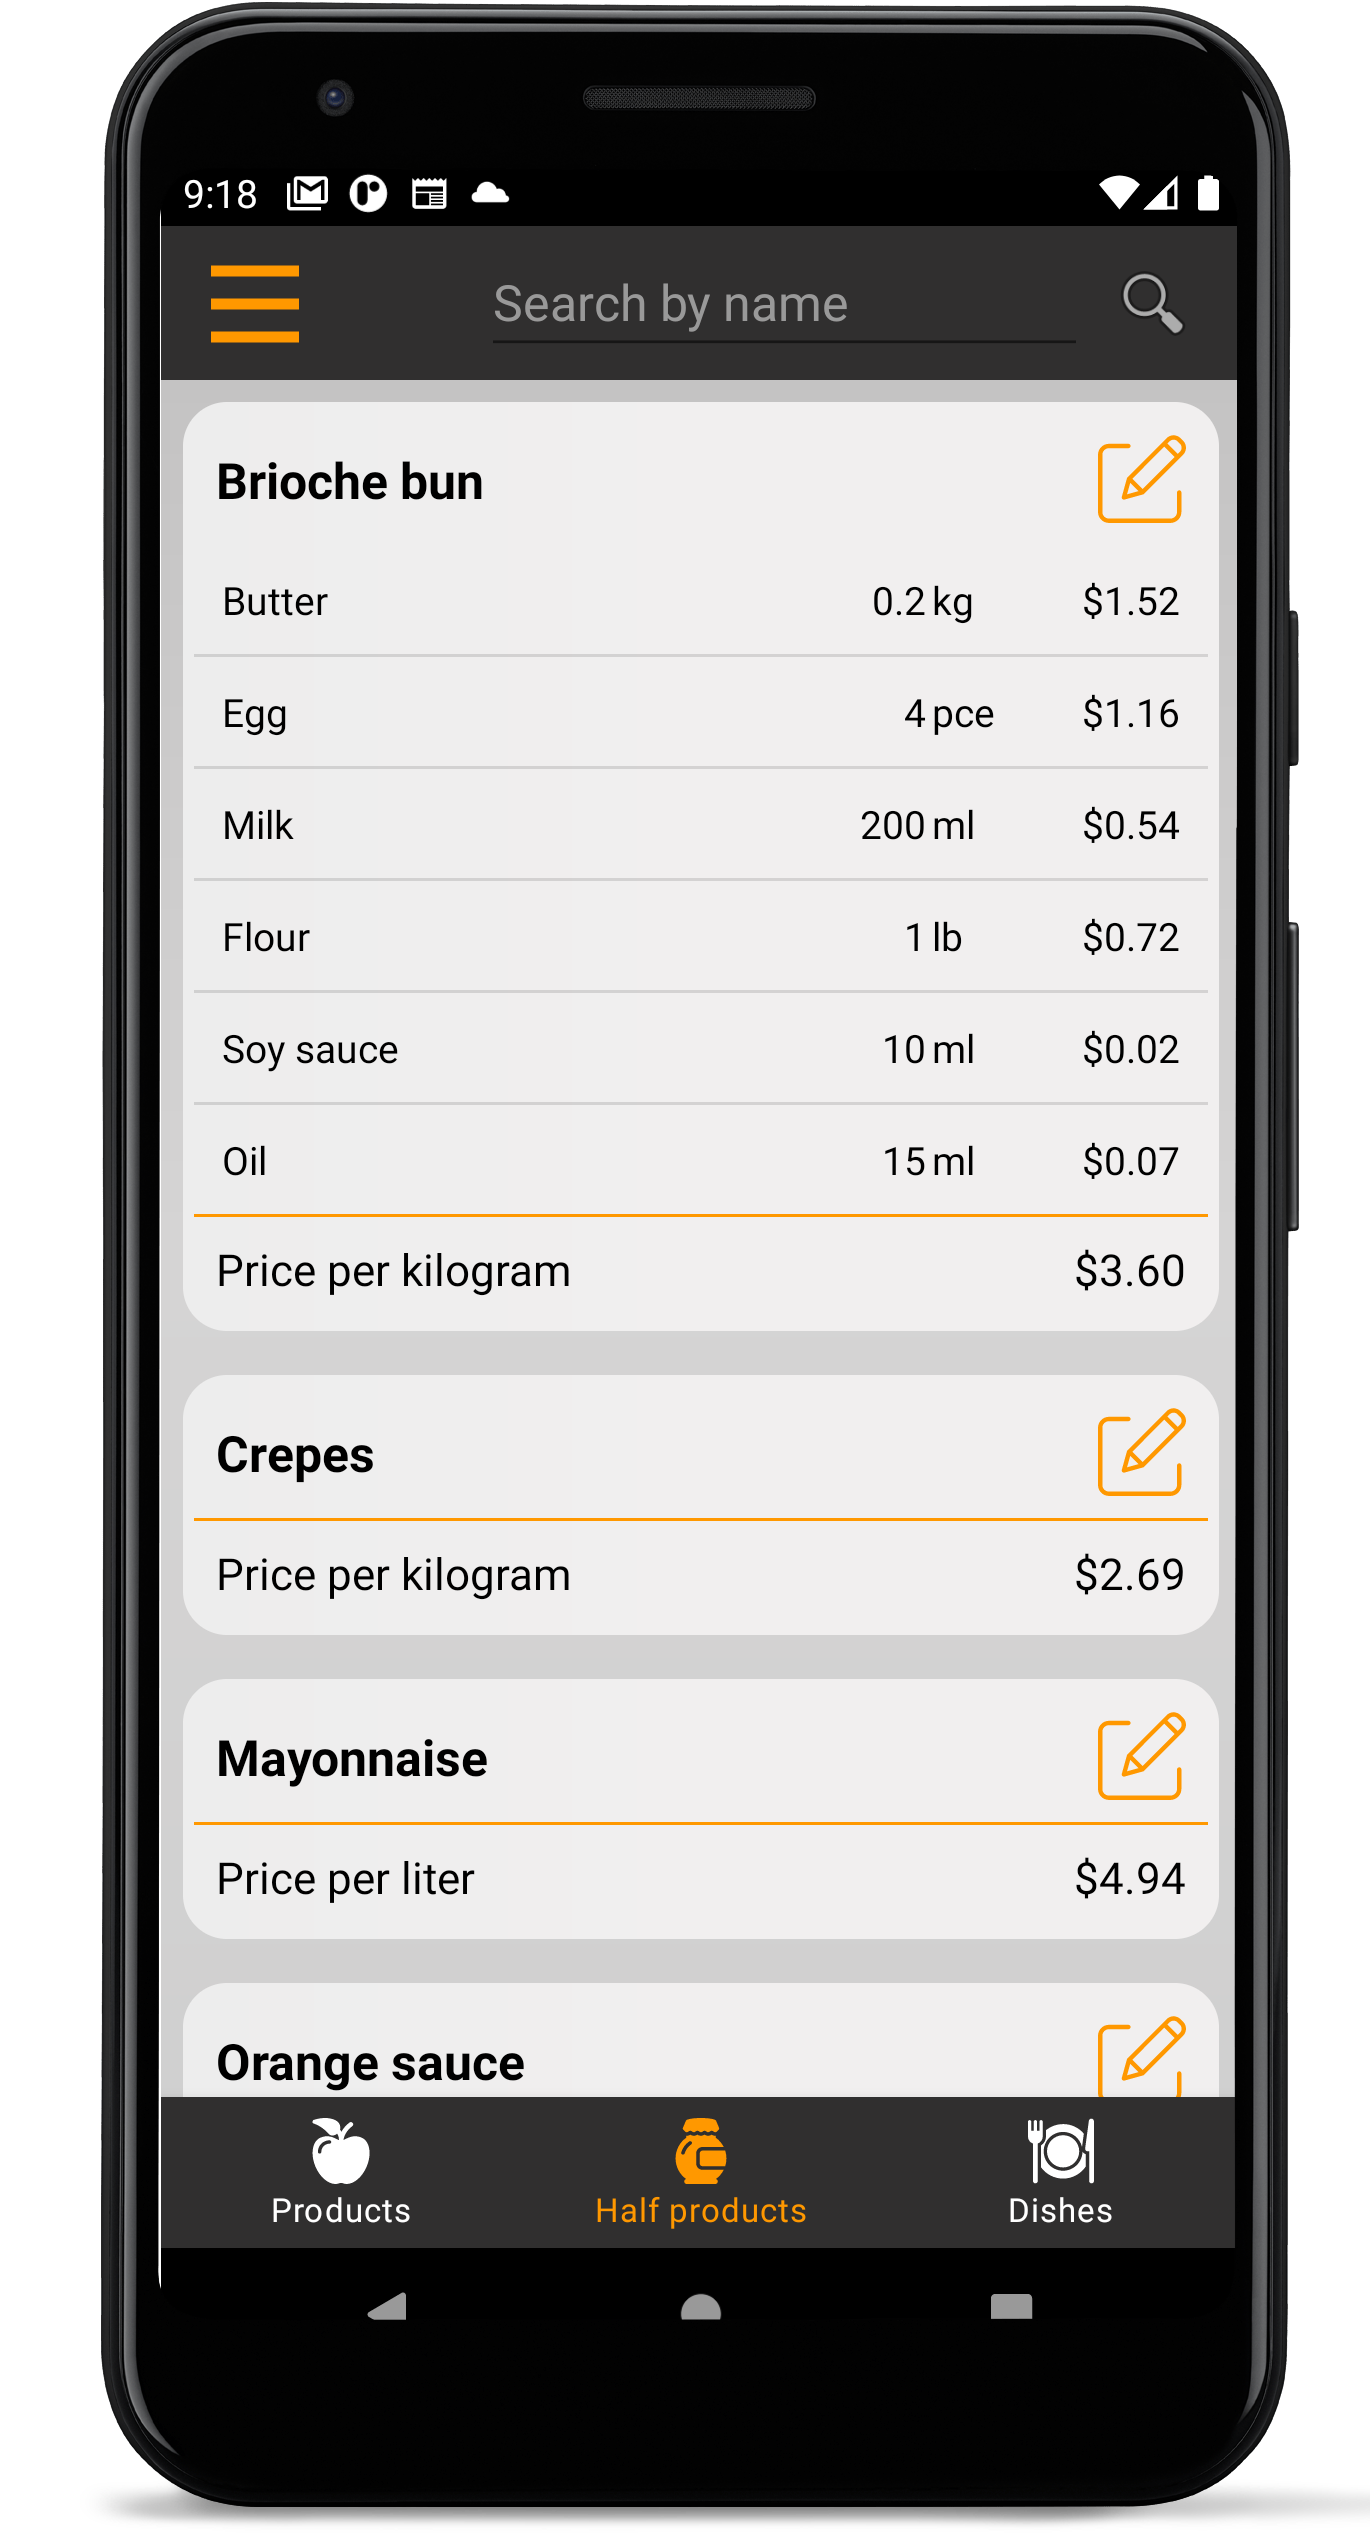 9:18
Search by name
Brioche bun
Butter 0.2 kg $1.52
Egg 4 pce $1.16
Milk 200 ml $0.54
Flour 1 lb $0.72
Soy sauce 10 ml $0.02
Oil 15 ml $0.07
Price per kilogram $3.60
Crepes
Price per kilogram $2.69
Mayonnaise
Price per liter $4.94
Orange sauce
Products Half products Dishes